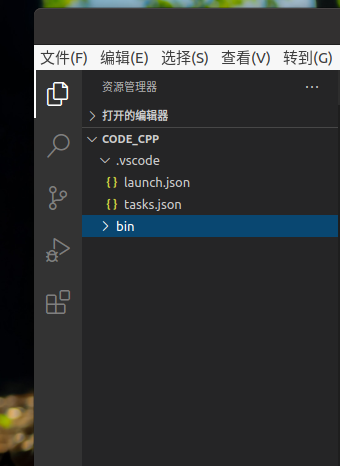 文件(F) 编辑(E) 选择(S) 查看(V) 转到(G)
资源管理器
打开的编辑器
CODE_CPP
.vscode
{} launch.json
{} tasks.json
bin